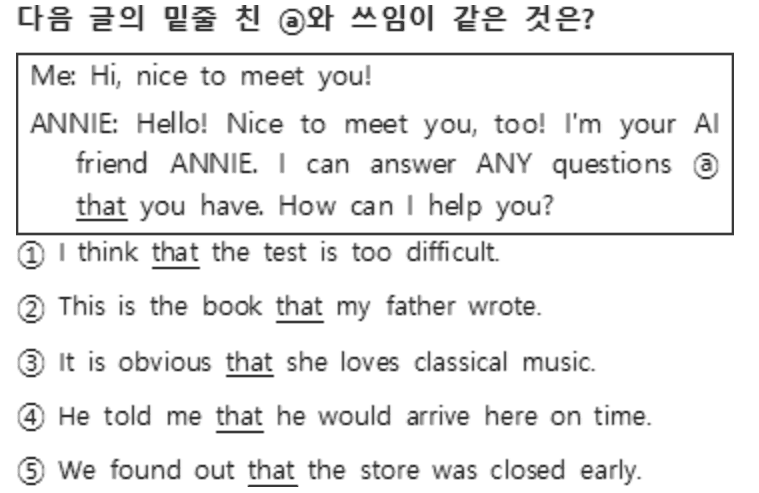 다음 글의 밑줄 친 ⓐ와 쓰임이 같은 것은?
Me: Hi, nice to meet you!
ANNIE: Hello! Nice to meet you, too! I'm your AI
friend ANNIE. I can answer ANY questions ⓐ
that you have. How can I help you?
① I think that the test is too difficult.
② This is the book that my father wrote.
③ It is obvious that she loves classical music.
④ He told me that he would arrive here on time.
⑤ We found out that the store was closed early.